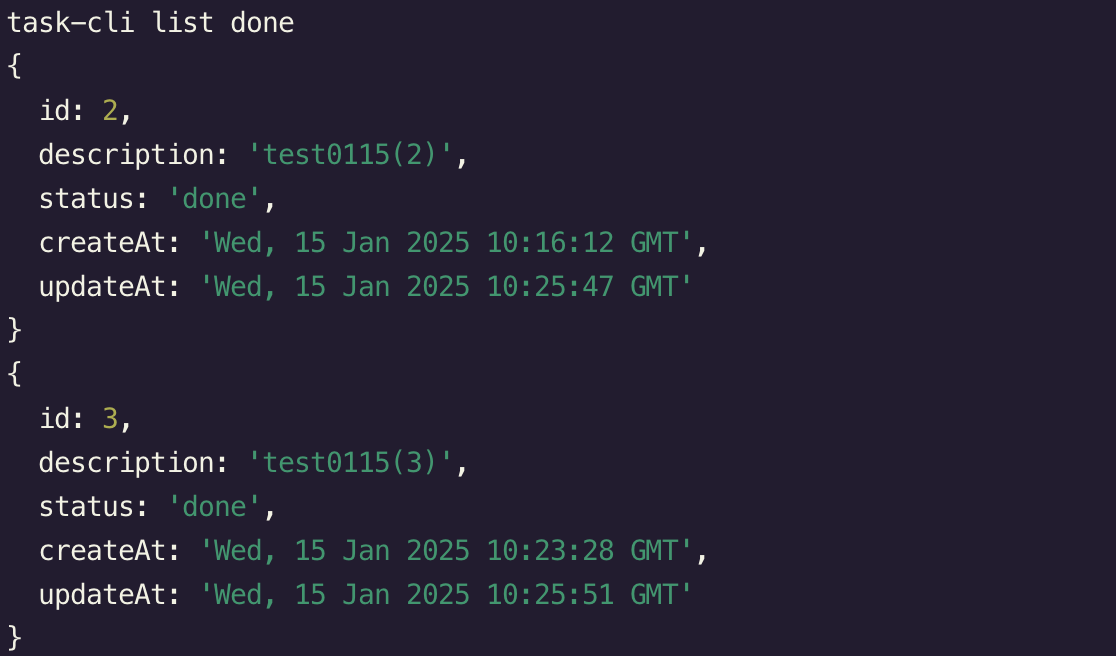 task-cli list done
{
  id: 2,
  description: 'test0115(2)',
  status: 'done',
  createAt: 'Wed, 15 Jan 2025 10:16:12 GMT',
  updateAt: 'Wed, 15 Jan 2025 10:25:47 GMT'
}
{
  id: 3,
  description: 'test0115(3)',
  status: 'done',
  createAt: 'Wed, 15 Jan 2025 10:23:28 GMT',
  updateAt: 'Wed, 15 Jan 2025 10:25:51 GMT'
}